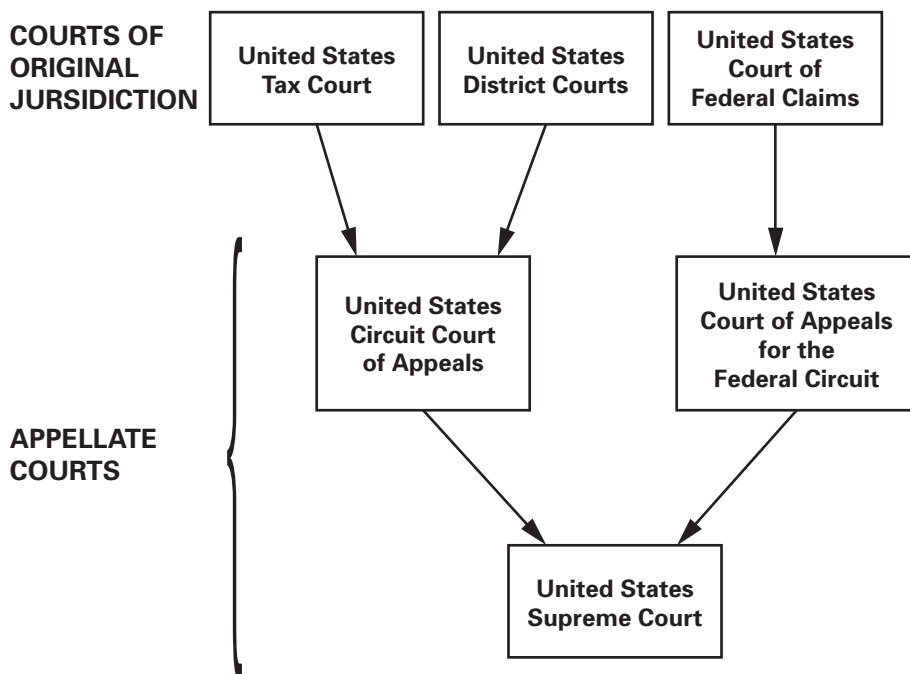 COURTS OF
ORIGINAL
JURSIDICTION
United States
Tax Court
United States
District Courts
United States
Court of
Federal Claims
United States
Circuit Court
of Appeals
United States
Court of Appeals
for the
Federal Circuit
APPELLATE
COURTS
United States
Supreme Court